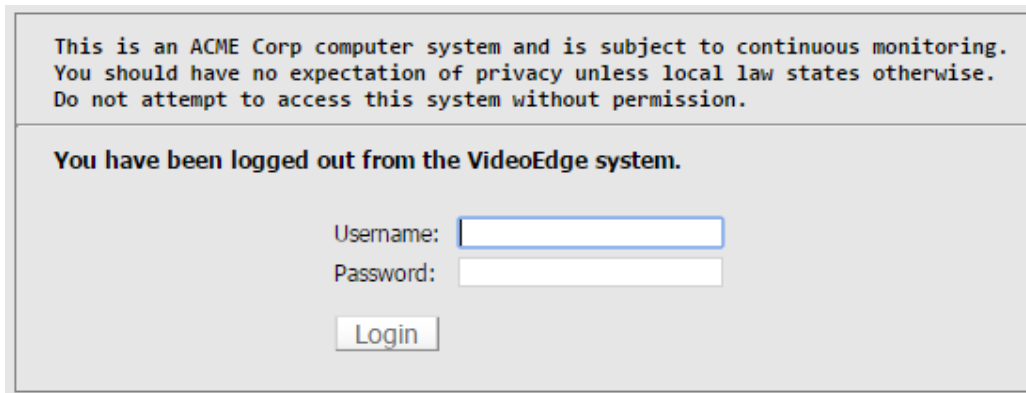 This is an ACME Corp computer system and is subject to continuous monitoring.
You should have no expectation of privacy unless local law states otherwise.
Do not attempt to access this system without permission.
You have been logged out from the VideoEdge system.
Username:
Password:
Login